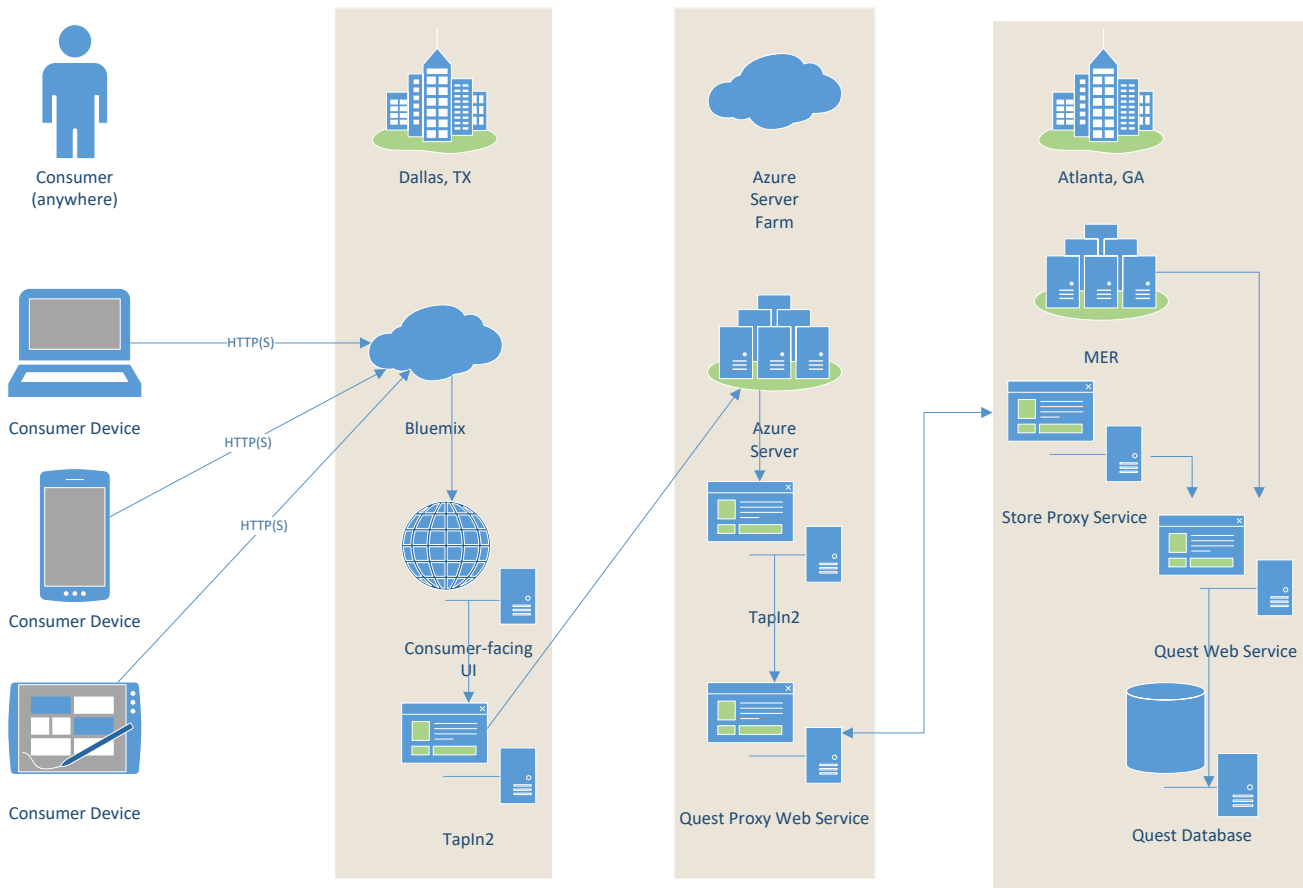 Consumer
(anywhere)
Dallas, TX
Azure
Server
Farm
Atlanta, GA
HTTP(S)
MER
Consumer Device
Bluemix
Azure
Server
HTTP(S)
HTTP(S)
Store Proxy Service
Consumer Device
TapIn2
Consumer-facing
UI
Quest Web Service
Consumer Device
TapIn2
Quest Proxy Web Service
Quest Database